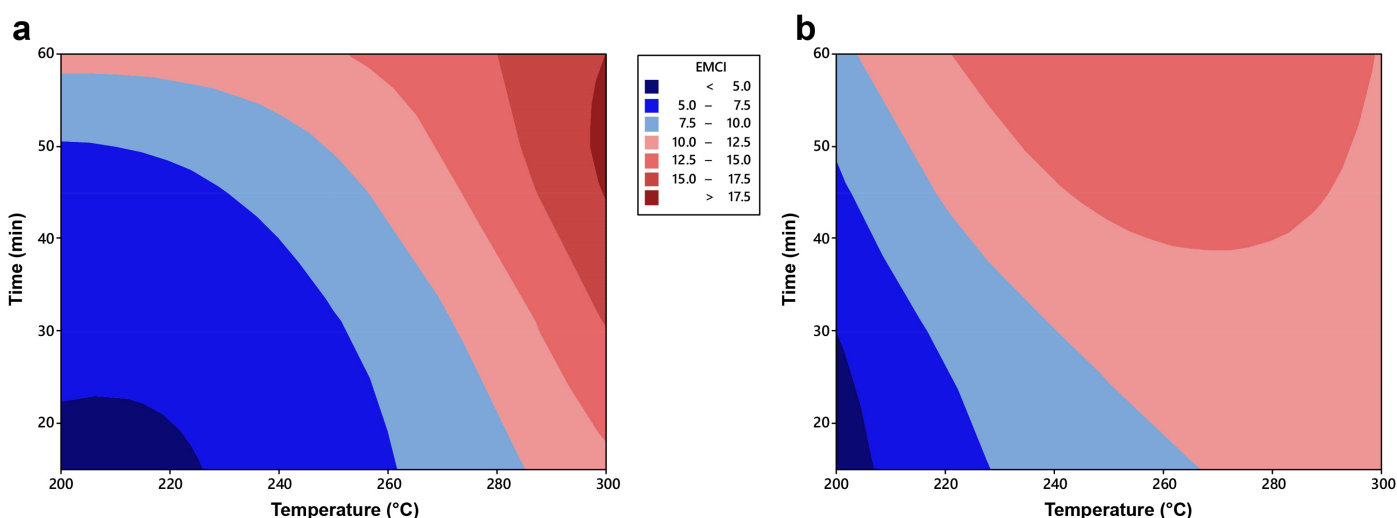 a
60
50
40
30
20
Time (min)
200 220 240 260 280 300
Temperature (°C)
EMCI
< 5.0
5.0 – 7.5
7.5 – 10.0
10.0 – 12.5
12.5 – 15.0
15.0 – 17.5
> 17.5
b
60
50
40
30
20
Time (min)
200 220 240 260 280 300
Temperature (°C)